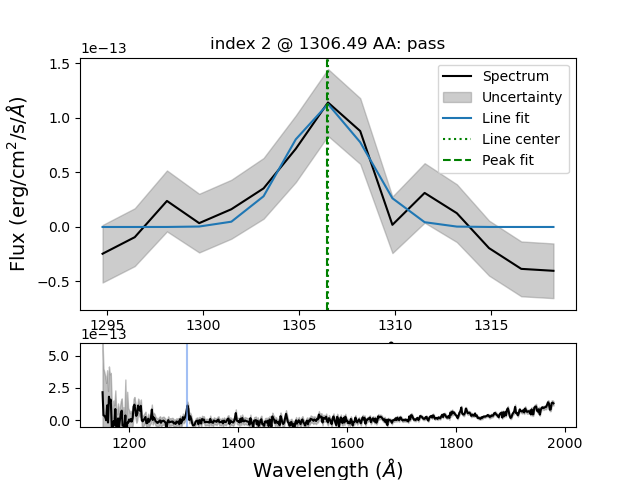 index 2 @ 1306.49 AA: pass
1e−13
1.5
1.0
0.5
0.0
−0.5
Flux (erg/cm²/s/Å)
Spectrum
Uncertainty
Line fit
Line center
Peak fit
1295 1300 1305 1310 1315
1e−13
5.0
2.5
0.0
1200 1400 1600 1800 2000
Wavelength (Å)